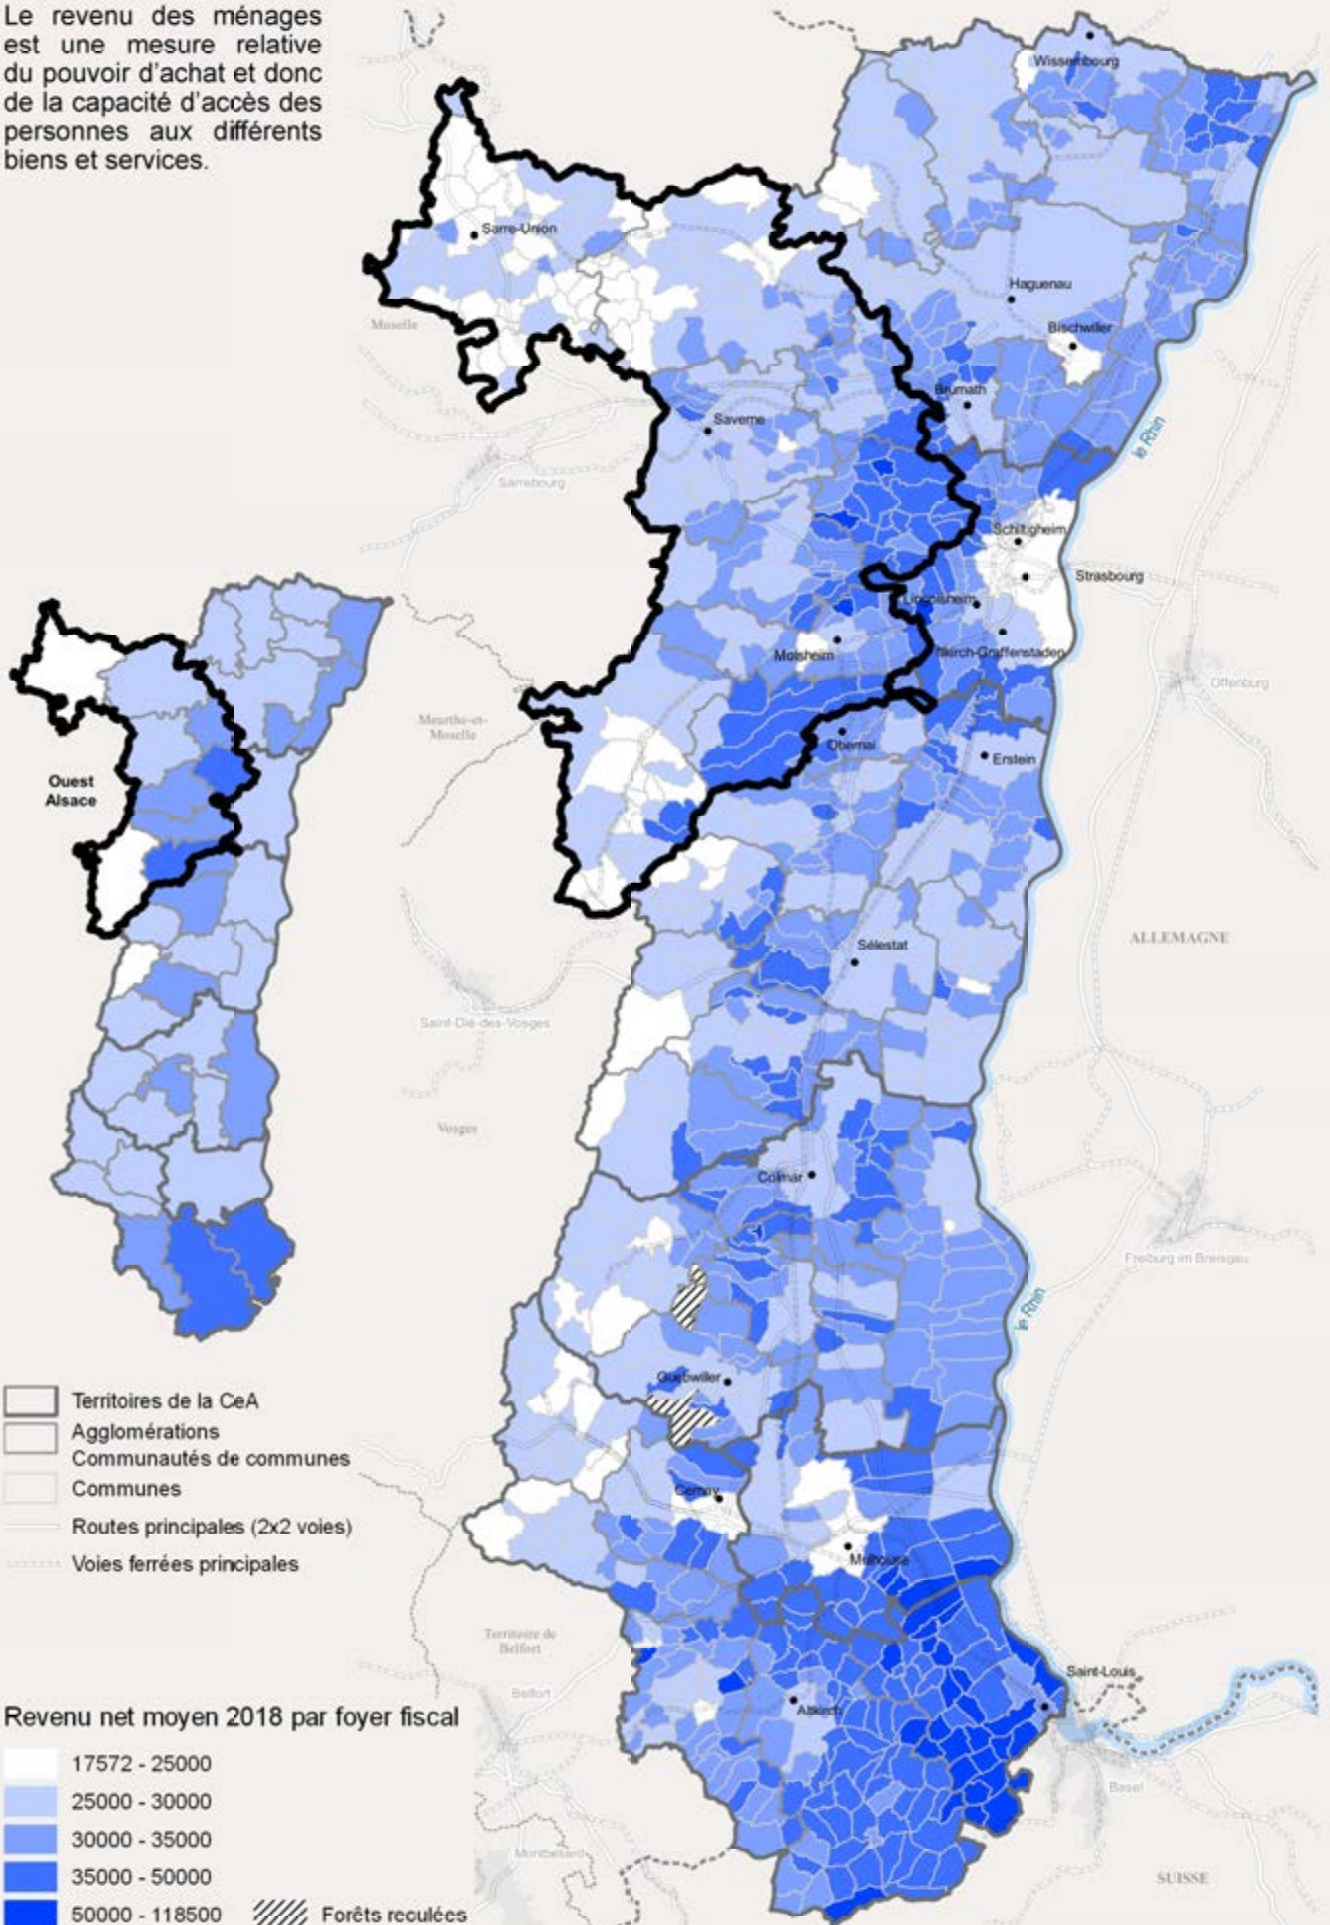 Le revenu des ménages
est une mesure relative
du pouvoir d'achat et donc
de la capacité d'accès des
personnes aux différents
biens et services.
Wissembourg
Sarre-Union
Haguenau
Moselle
Bischwiller
Brumath
Saverne
le Rhin
Sarrebourg
Schiltigheim
Strasbourg
Lingolsheim
Molsheim
llkirch-Graffenstaden
Offenburg
Meurthe-et-
Moselle
Obernai
Erstein
Ouest
Alsace
ALLEMAGNE
Sélestat
Saint-Dié-des-Vosges
Vosges
Colmar
Freiburg im Breisgau
le Rhin
Guebwiller
Territoires de la CeA
Agglomérations
Communautés de communes
Communes
Routes principales (2x2 voies)
Voies ferrées principales
Cernay
Mulhouse
Territoire de
Belfort
Saint-Louis
Belfort
Altkirch
Basel
Montbéliard
SUISSE
Revenu net moyen 2018 par foyer fiscal
17572 - 25000
25000 - 30000
30000 - 35000
35000 - 50000
50000 - 118500
Forêts reculées